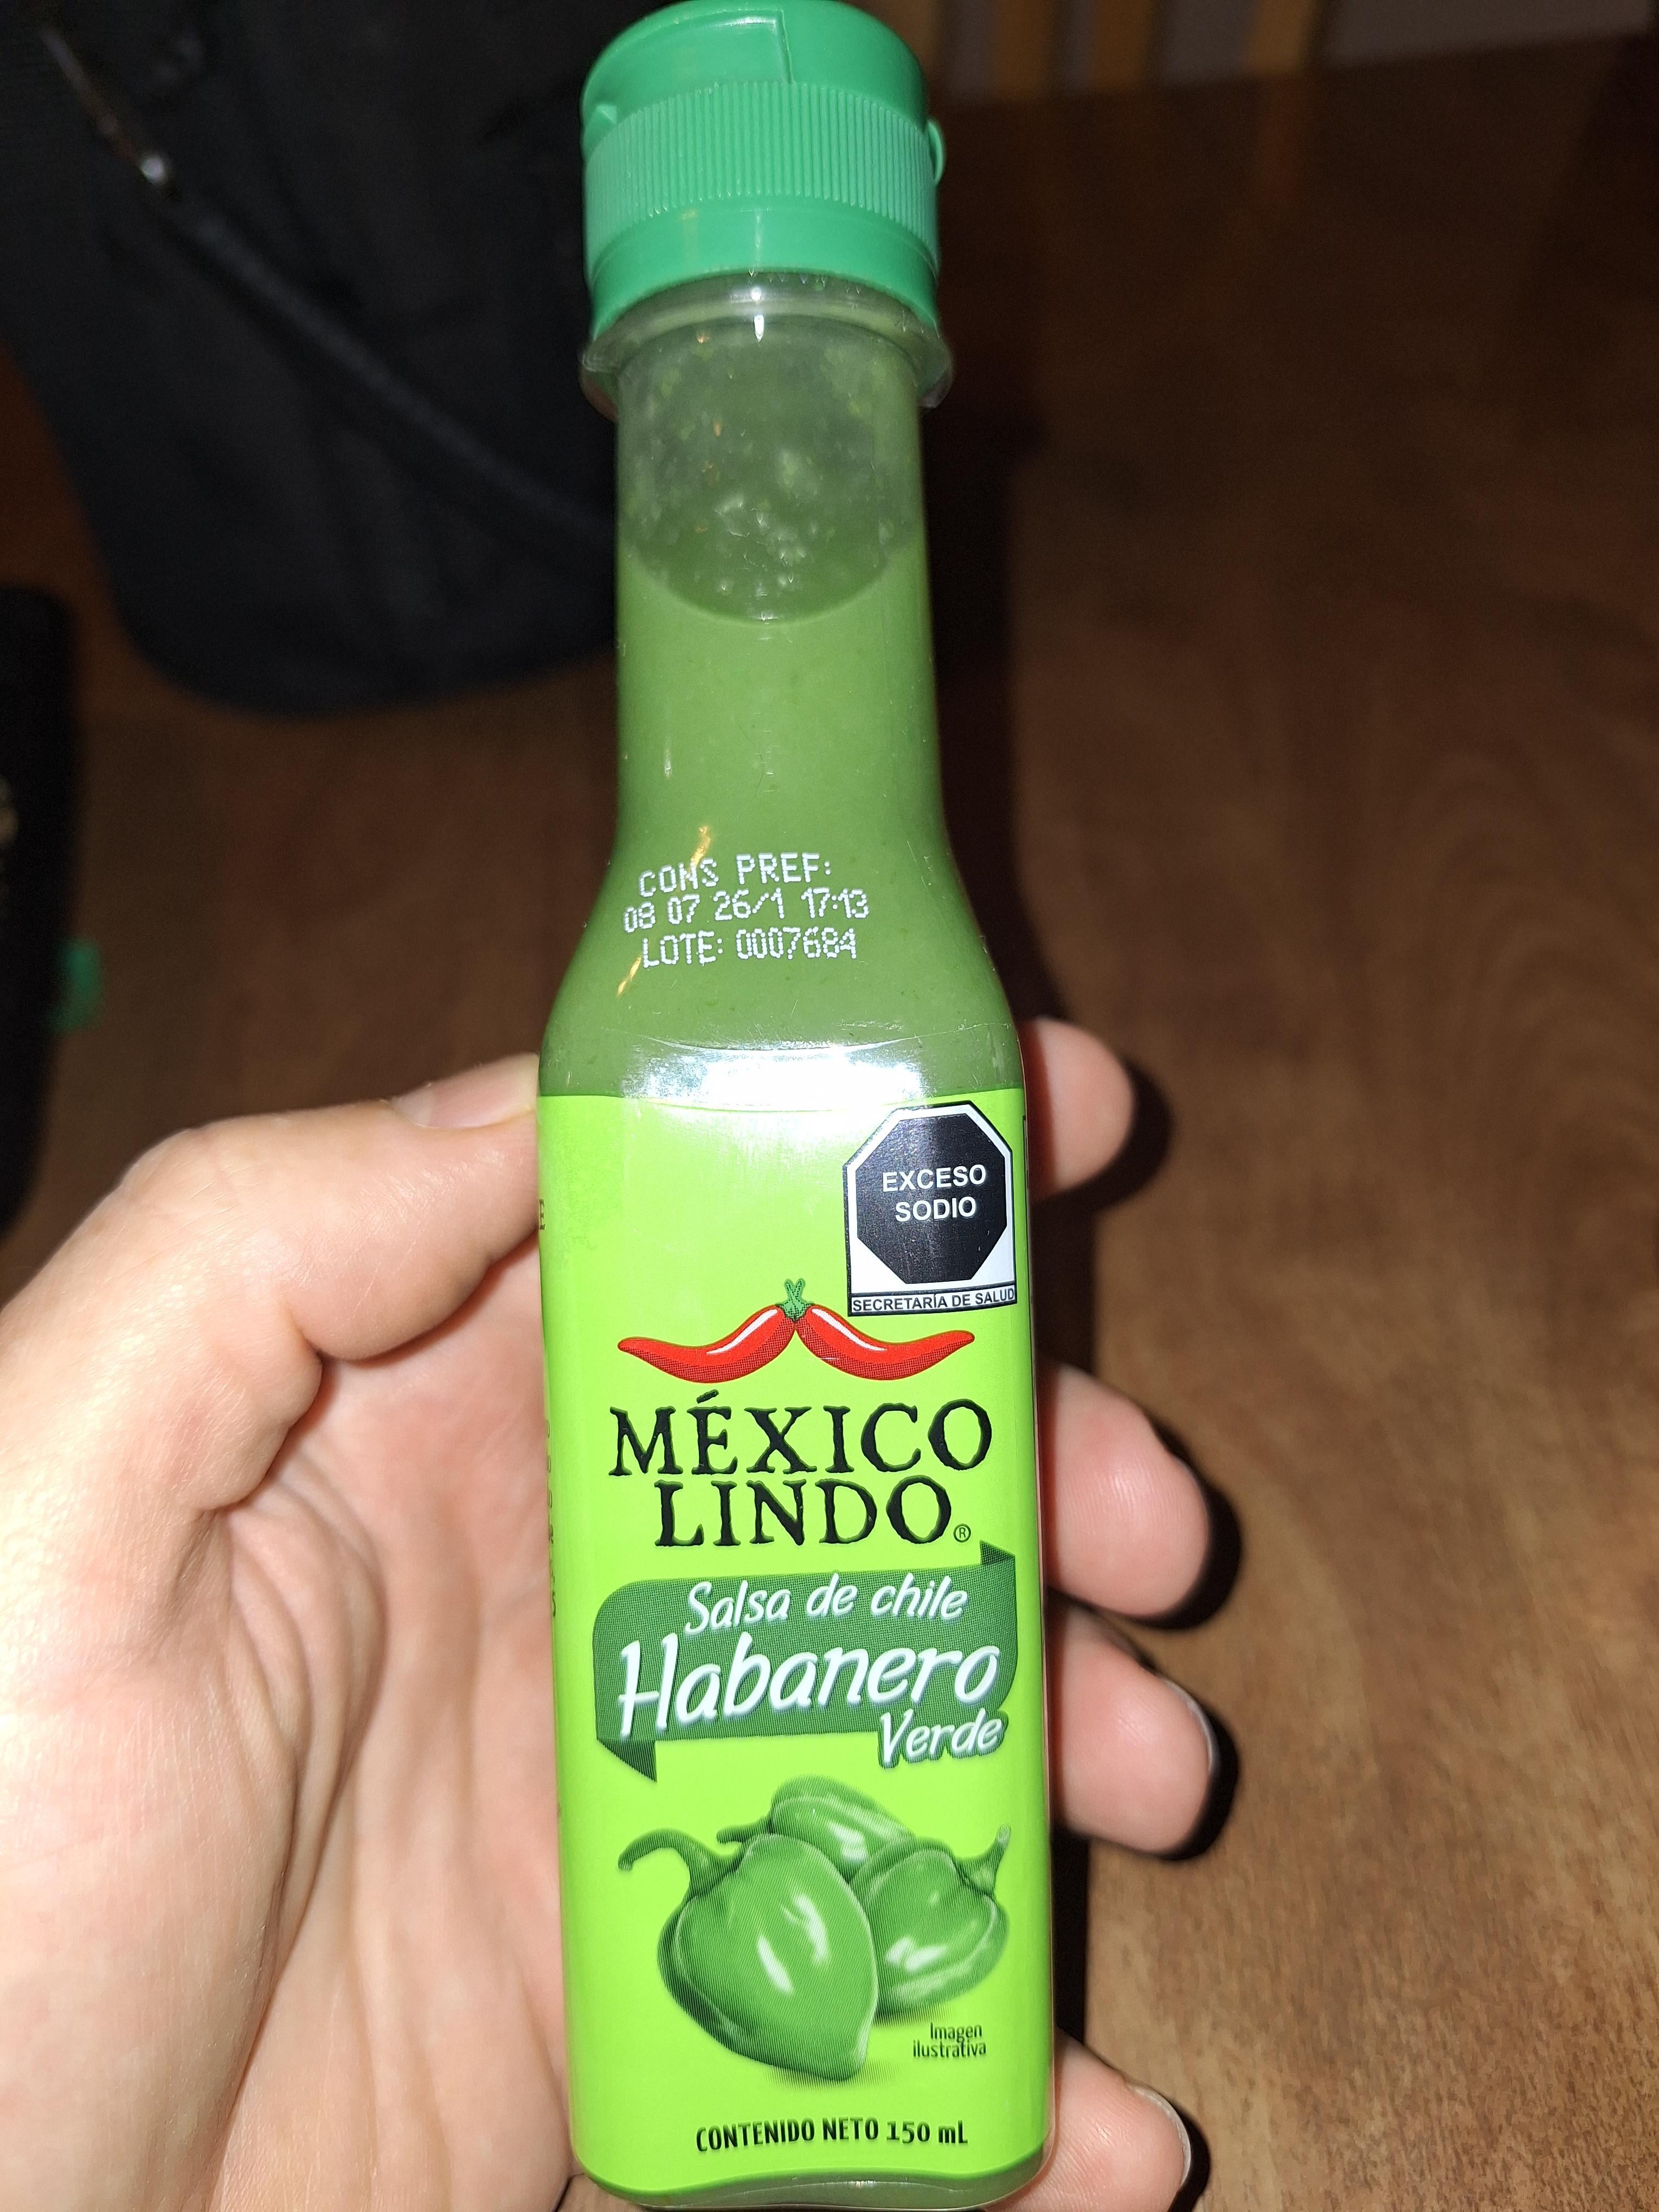 CONS PREF:
08 07 26/1 17:13
LOTE: 0007684
EXCESO
SODIO
SECRETARÍA DE SALUD
MÉXICO
LINDO®
Salsa de chile
Habanero
Verde
Imagen
ilustrativa
CONTENIDO NETO 150 mL